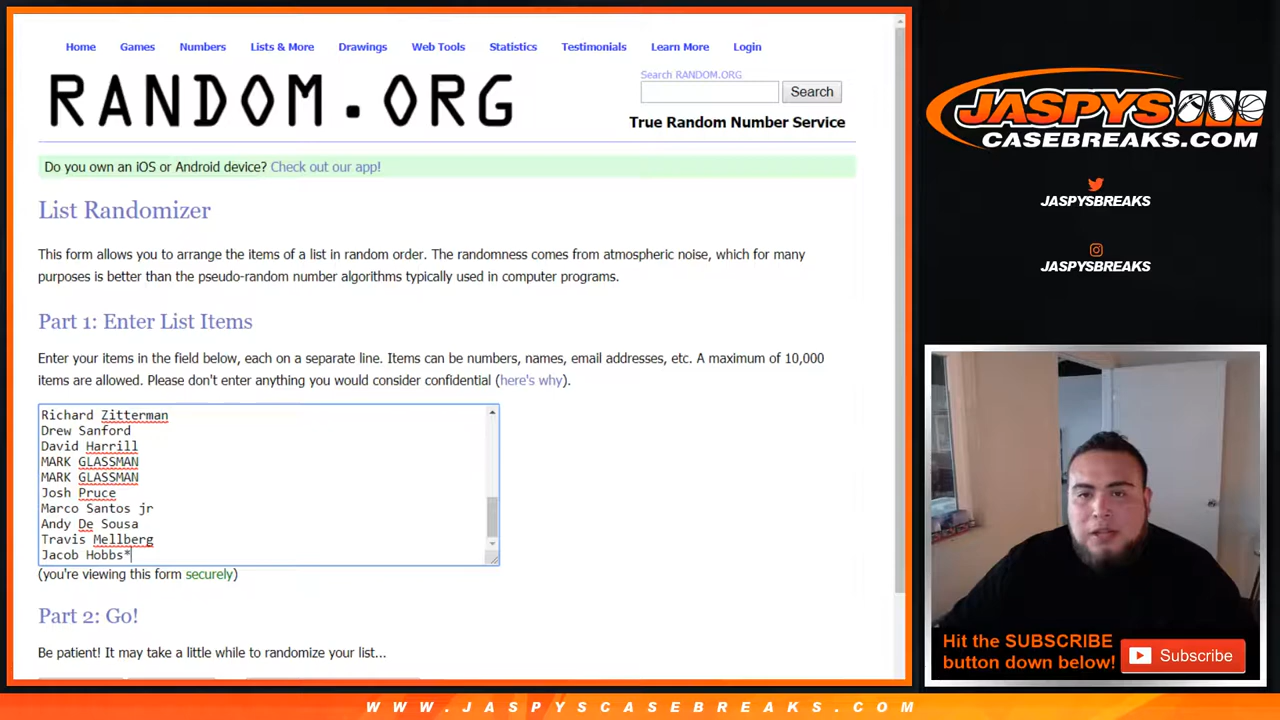 Home Games Numbers Lists & More Drawings Web Tools Statistics Testimonials Learn More Login
RANDOM.ORG
Search RANDOM.ORG
Search
True Random Number Service
Do you own an iOS or Android device? Check out our app!
List Randomizer
This form allows you to arrange the items of a list in random order. The randomness comes from atmospheric noise, which for many
purposes is better than the pseudo-random number algorithms typically used in computer programs.
Part 1: Enter List Items
Enter your items in the field below, each on a separate line. Items can be numbers, names, email addresses, etc. A maximum of 10,000
items are allowed. Please don't enter anything you would consider confidential (here's why).
Richard Zitterman
Drew Sanford
David Harrill
MARK GLASSMAN
MARK GLASSMAN
Josh Pruce
Marco Santos jr
Andy De Sousa
Travis Mellberg
Jacob Hobbs*
(you're viewing this form securely)
Part 2: Go!
Be patient! It may take a little while to randomize your list...
JASPYS
CASEBREAKS.COM
JASPYSBREAKS
JASPYSBREAKS
Hit the SUBSCRIBE
button down below!
Subscribe
WWW.JASPYSCASEBREAKS.COM